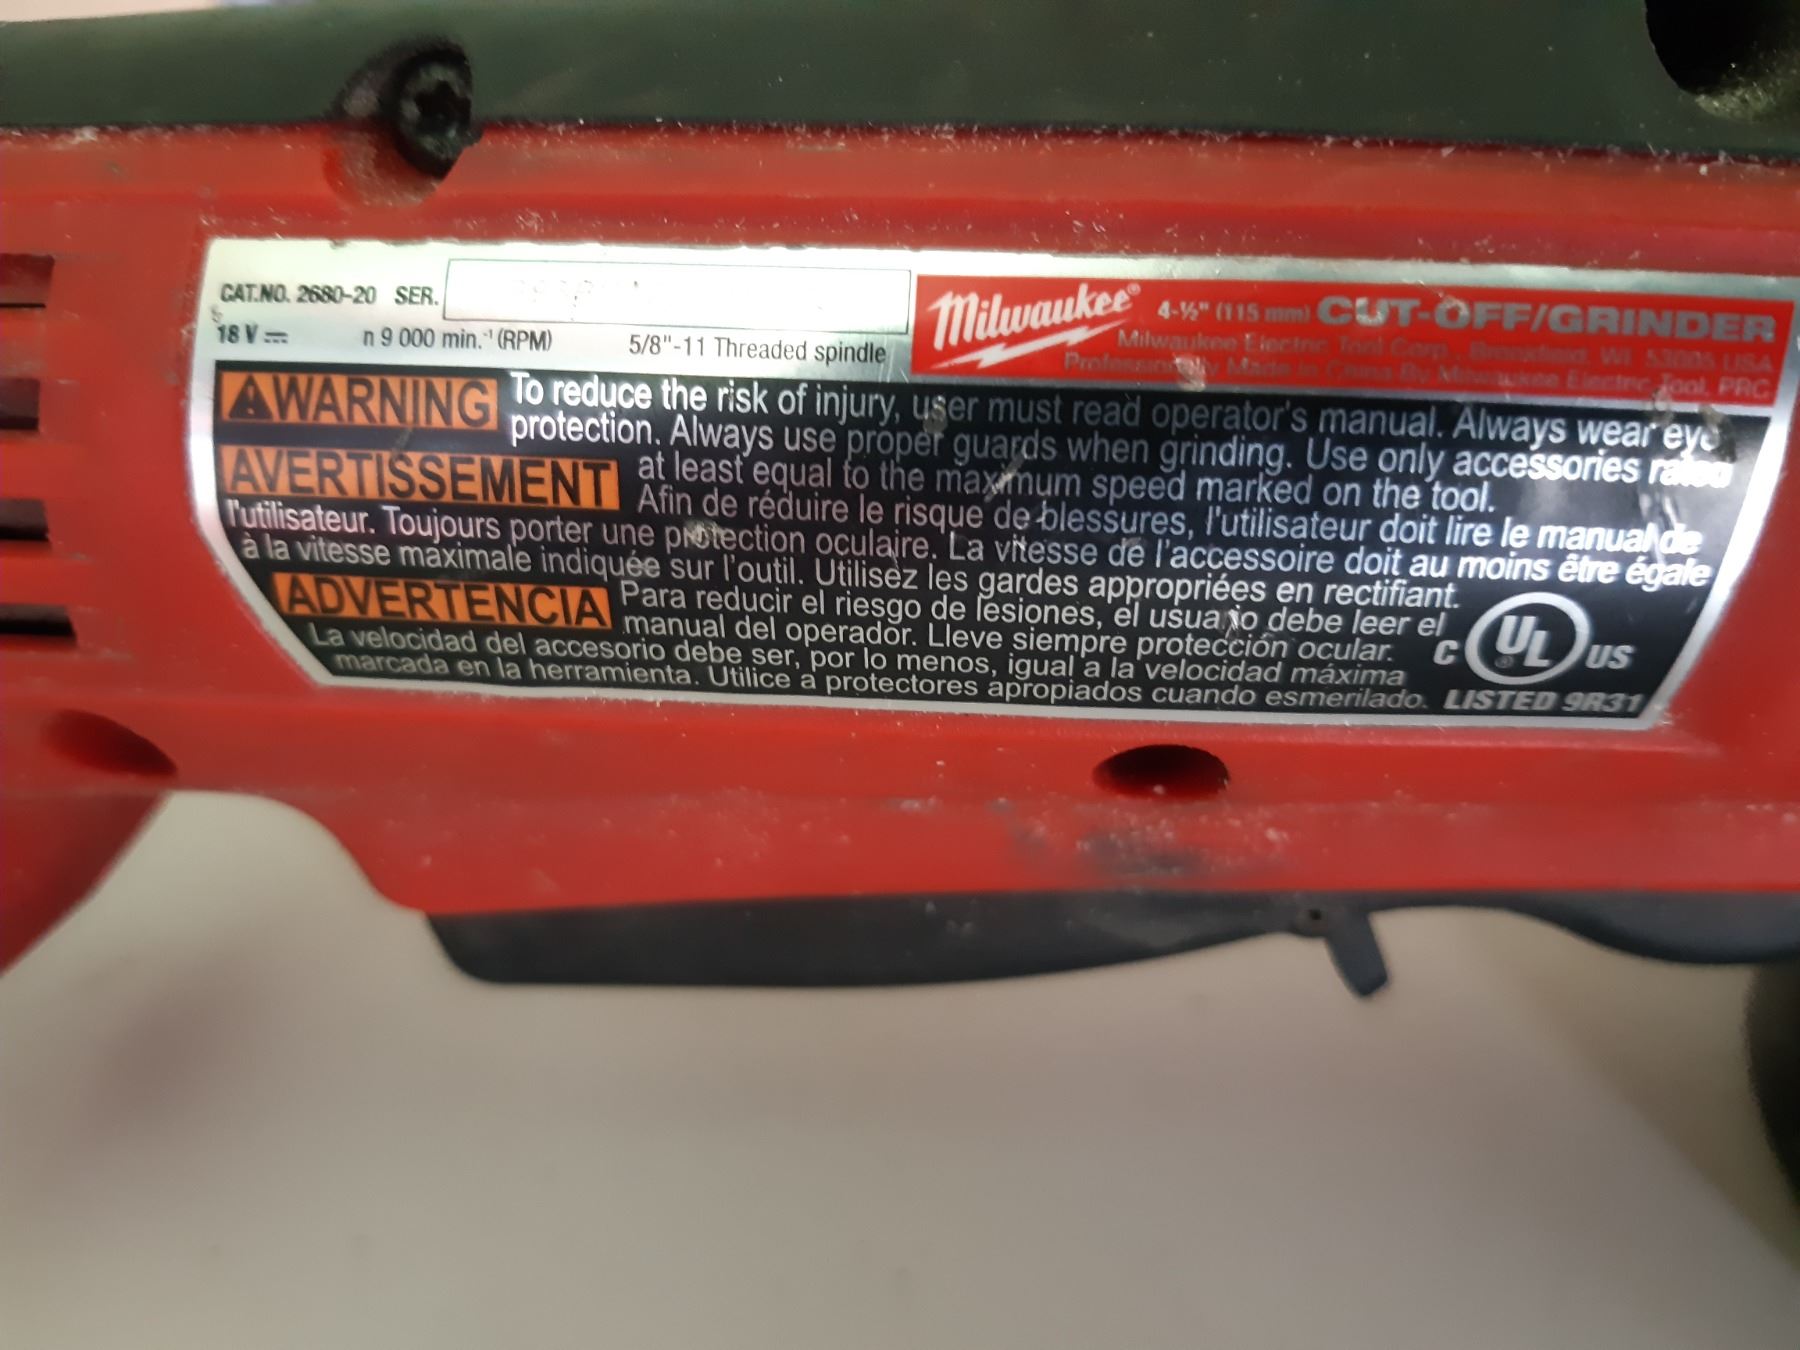 CAT.NO. 2680-20 SER.
18 V n 9 000 min.⁻¹ (RPM) 5/8"-11 Threaded spindle
Milwaukee® 4-½" (115 mm) CUT-OFF/GRINDER
Milwaukee Electric Tool Corp., Brookfield, WI 53005 USA
Professionally Made in China By Milwaukee Electric Tool, PRC
WARNING To reduce the risk of injury, user must read operator's manual. Always wear eye
protection. Always use proper guards when grinding. Use only accessories rated
at least equal to the maximum speed marked on the tool.
AVERTISSEMENT Afin de réduire le risque de blessures, l'utilisateur doit lire le manual de
l'utilisateur. Toujours porter une protection oculaire. La vitesse de l'accessoire doit au moins être égale
à la vitesse maximale indiquée sur l'outil. Utilisez les gardes appropriées en rectifiant.
ADVERTENCIA Para reducir el riesgo de lesiones, el usuario debe leer el
manual del operador. Lleve siempre protección ocular.
La velocidad del accesorio debe ser, por lo menos, igual a la velocidad máxima
marcada en la herramienta. Utilice a protectores apropiados cuando esmerilado.
C UL® US
LISTED 9R31